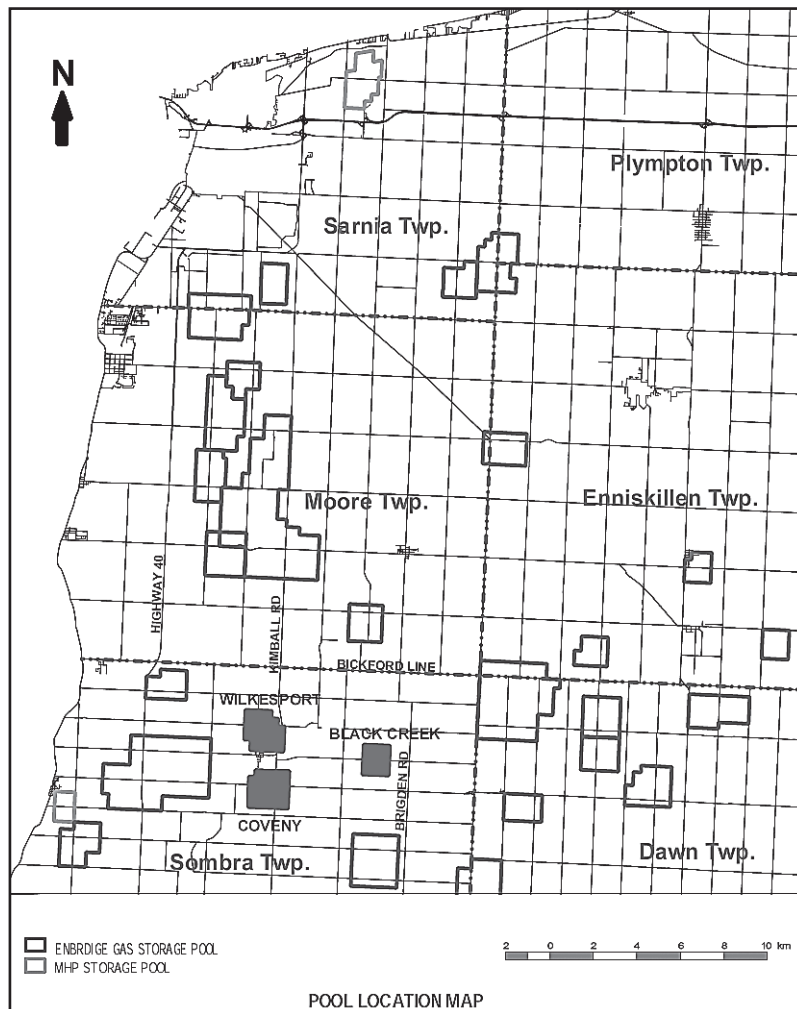 N
Plympton Twp.
Sarnia Twp.
Moore Twp.
Enniskillen Twp.
HIGHWAY 40
KIMBALL RD
BICKFORD LINE
WILKESPORT
BLACK CREEK
BRIGDEN RD
COVENY
Sombra Twp.
Dawn Twp.
ENBRDIGE GAS STORAGE POOL
MHP STORAGE POOL
2 0 2 4 6 8 10 km
POOL LOCATION MAP